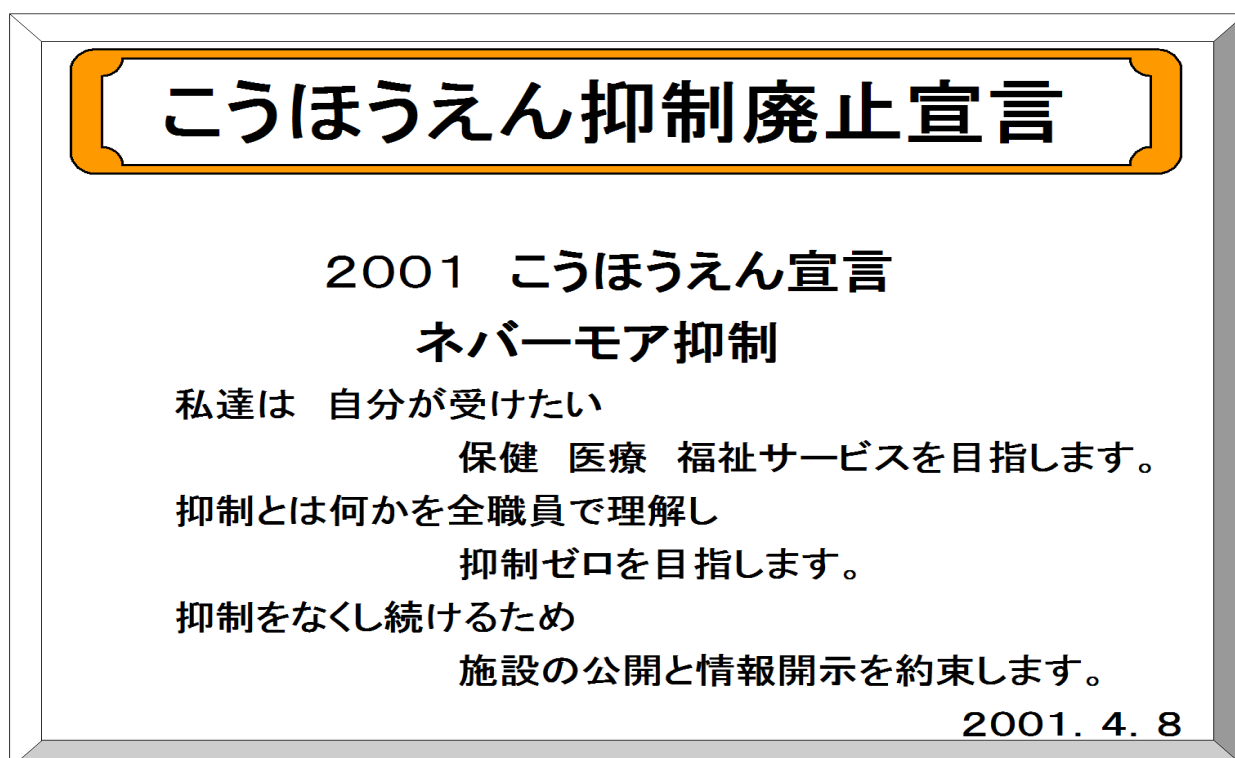 こうほうえん抑制廃止宣言
２００１　こうほうえん宣言
ネバーモア抑制
私達は　自分が受けたい
保健　医療　福祉サービスを目指します。
抑制とは何かを全職員で理解し
抑制ゼロを目指します。
抑制をなくし続けるため
施設の公開と情報開示を約束します。
２００１．４．８